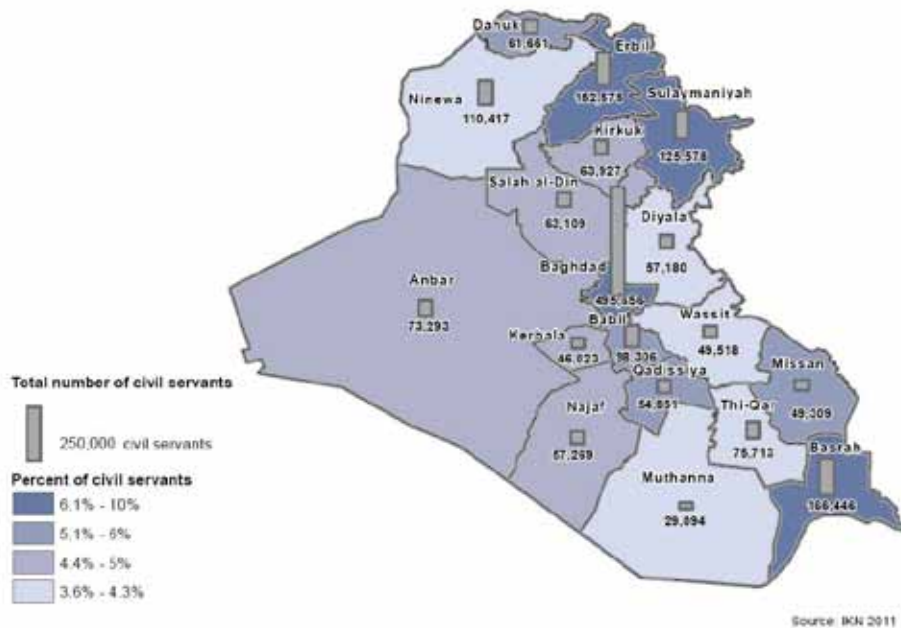 Dahuk
61,661
Erbil
152,578
Ninewa
110,417
Sulaymaniyah
125,578
Kirkuk
63,927
Salah al-Din
63,109
Diyala
57,180
Baghdad
495,656
Anbar
73,293
Wassit
49,518
Kerbala
46,023
Babil
98,306
Missan
49,309
Qadissiya
54,851
Najaf
57,269
Thi-Qar
75,713
Basrah
166,446
Muthanna
29,894
Total number of civil servants
250,000 civil servants
Percent of civil servants
6.1% - 10%
5.1% - 6%
4.4% - 5%
3.6% - 4.3%
Source: IKN 2011